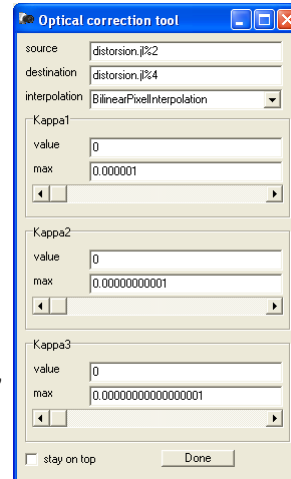 Optical correction tool
source distorsion.jl%2
destination distorsion.jl%4
interpolation BilinearPixelInterpolation
Kappa1
value 0
max 0.000001
Kappa2
value 0
max 0.00000000001
Kappa3
value 0
max 0.00000000000000001
stay on top Done